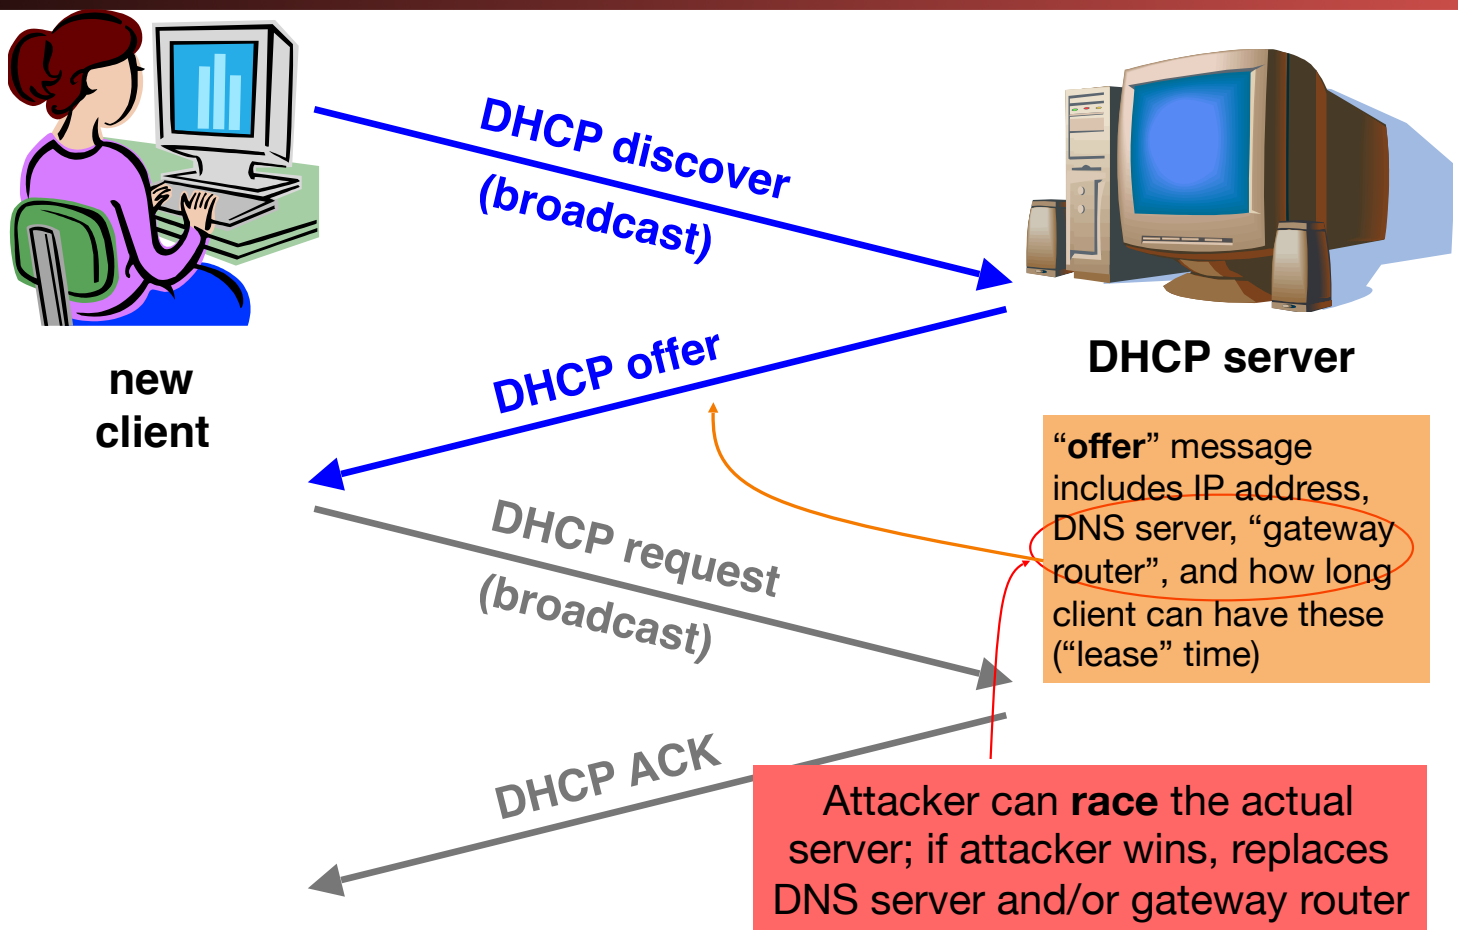 DHCP discover
(broadcast)
DHCP offer
DHCP server
new
client
“offer” message
includes IP address,
DNS server, “gateway
router”, and how long
client can have these
(“lease” time)
DHCP request
(broadcast)
DHCP ACK
Attacker can race the actual
server; if attacker wins, replaces
DNS server and/or gateway router